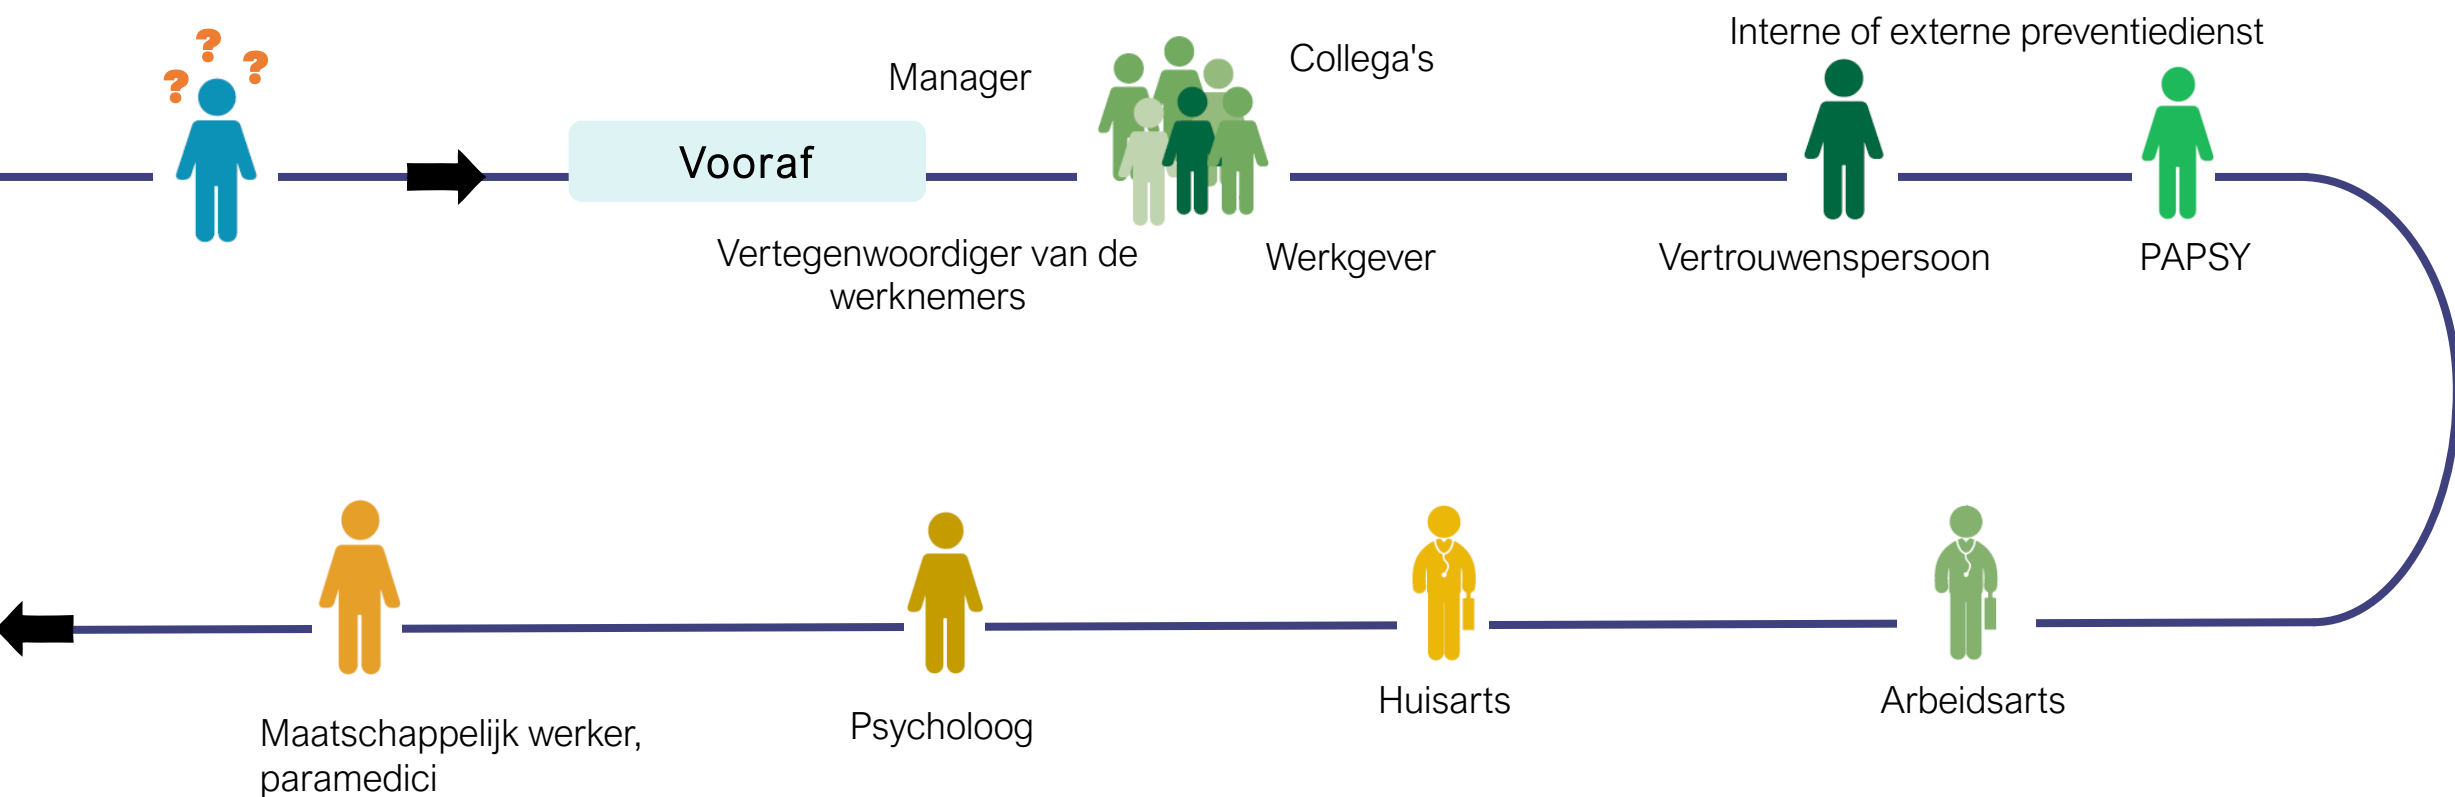 ? ? ?
Vooraf
Manager
Collega's
Vertegenwoordiger van de
werknemers
Werkgever
Interne of externe preventiedienst
Vertrouwenspersoon
PAPSY
Arbeidsarts
Huisarts
Psycholoog
Maatschappelijk werker,
paramedici